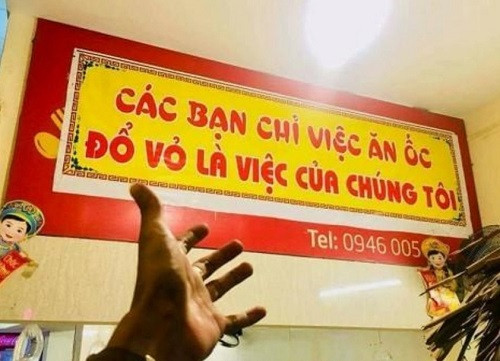 CÁC BẠN CHỈ VIỆC ĂN ỐC
ĐỔ VỎ LÀ VIỆC CỦA CHÚNG TÔI
Tel: 0946 005